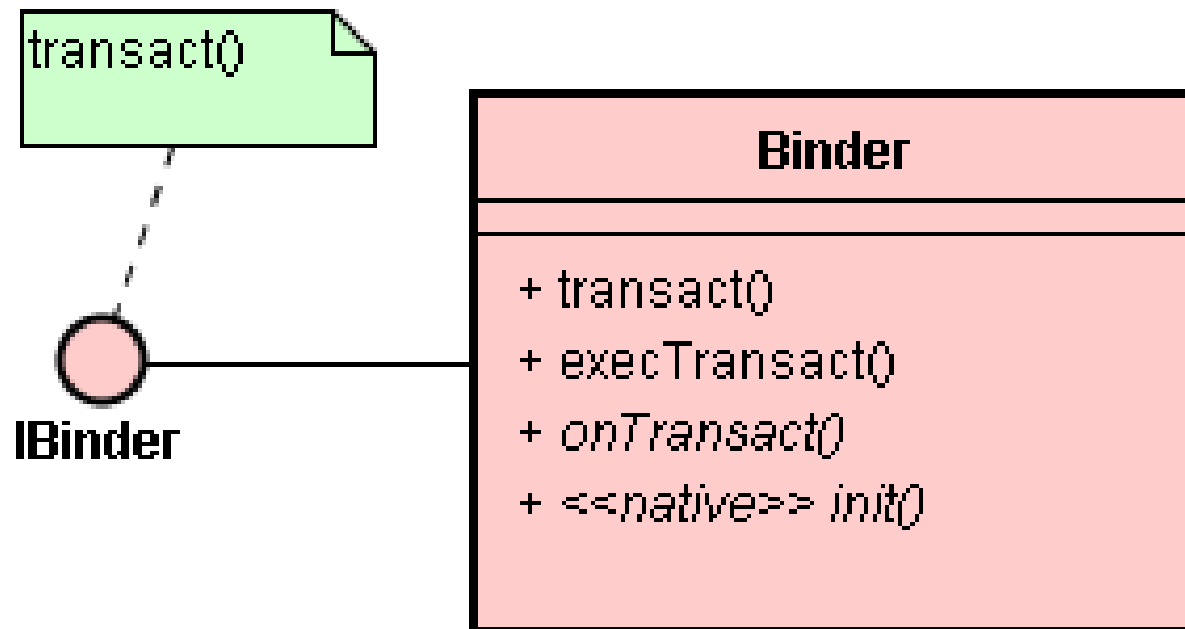 transact()
Binder
+ transact()
+ execTransact()
+ onTransact()
+ <<native>> init()
IBinder